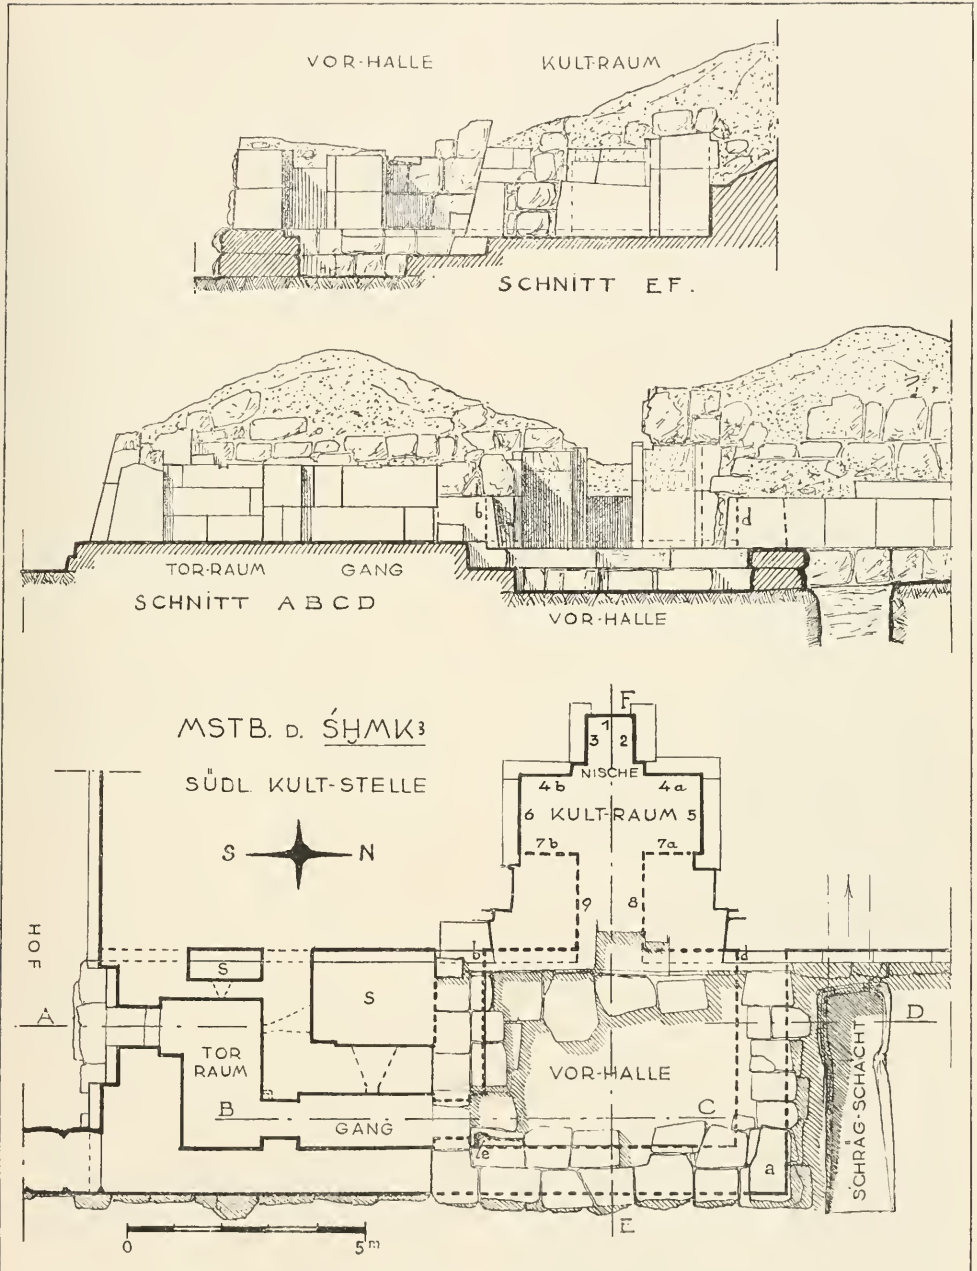 VOR-HALLE KULT-RAUM
SCHNITT EF.
b d
TOR-RAUM GANG
SCHNITT ABCD
VOR-HALLE
MSTB. D. ŚḪMKꜣ
SÜDL. KULT-STELLE
S N
F
1
3 2
NISCHE
4b 4a
6 KULT-RAUM 5
7b 7a
9 8
HOF
S
b d
A
S
D
TOR
RAUM
VOR-HALLE
B
C
GANG
e
a
SCHRÄG-SCHACHT
E
0 5m